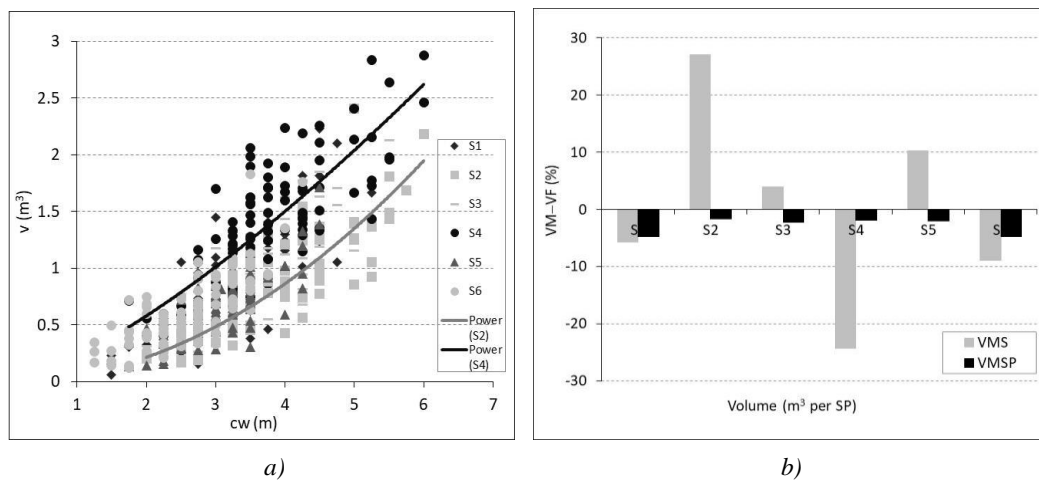 3
2.5
2
1.5
1
0.5
0
v (m³)
1 2 3 4 5 6 7
cw (m)
S1
S2
S3
S4
S5
S6
Power
(S2)
Power
(S4)
a)
30
20
10
0
-10
-20
-30
VM–VF (%)
S S2 S3 S4 S5 S
VMS
VMSP
Volume (m³ per SP)
b)